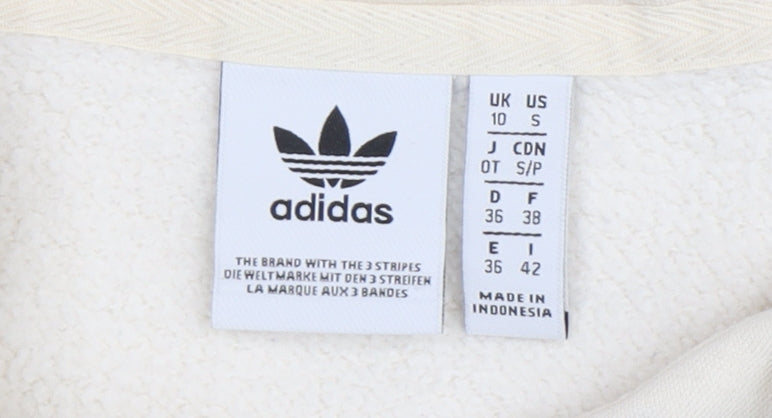 adidas
THE BRAND WITH THE 3 STRIPES
DIE WELTMARKE MIT DEN 3 STREIFEN
LA MARQUE AUX 3 BANDES
UK US
10 S
J CDN
OT S/P
D F
36 38
E I
36 42
MADE IN
INDONESIA